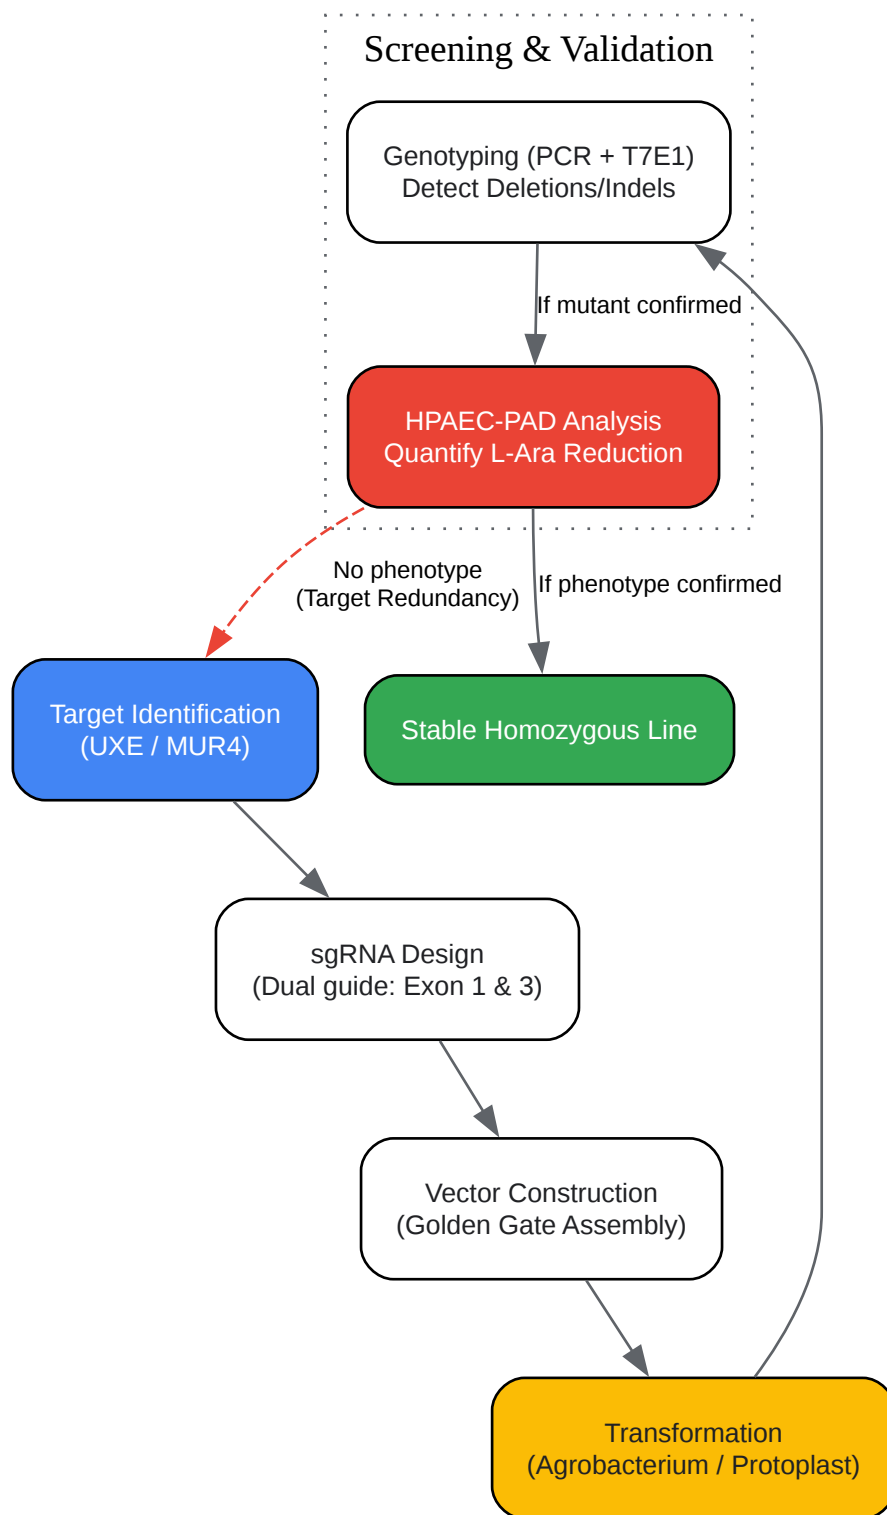 Screening & Validation
Genotyping (PCR + T7E1)
Detect Deletions/Indels
If mutant confirmed
HPAEC-PAD Analysis
Quantify L-Ara Reduction
No phenotype
(Target Redundancy)
If phenotype confirmed
Target Identification
(UXE / MUR4)
Stable Homozygous Line
sgRNA Design
(Dual guide: Exon 1 & 3)
Vector Construction
(Golden Gate Assembly)
Transformation
(Agrobacterium / Protoplast)